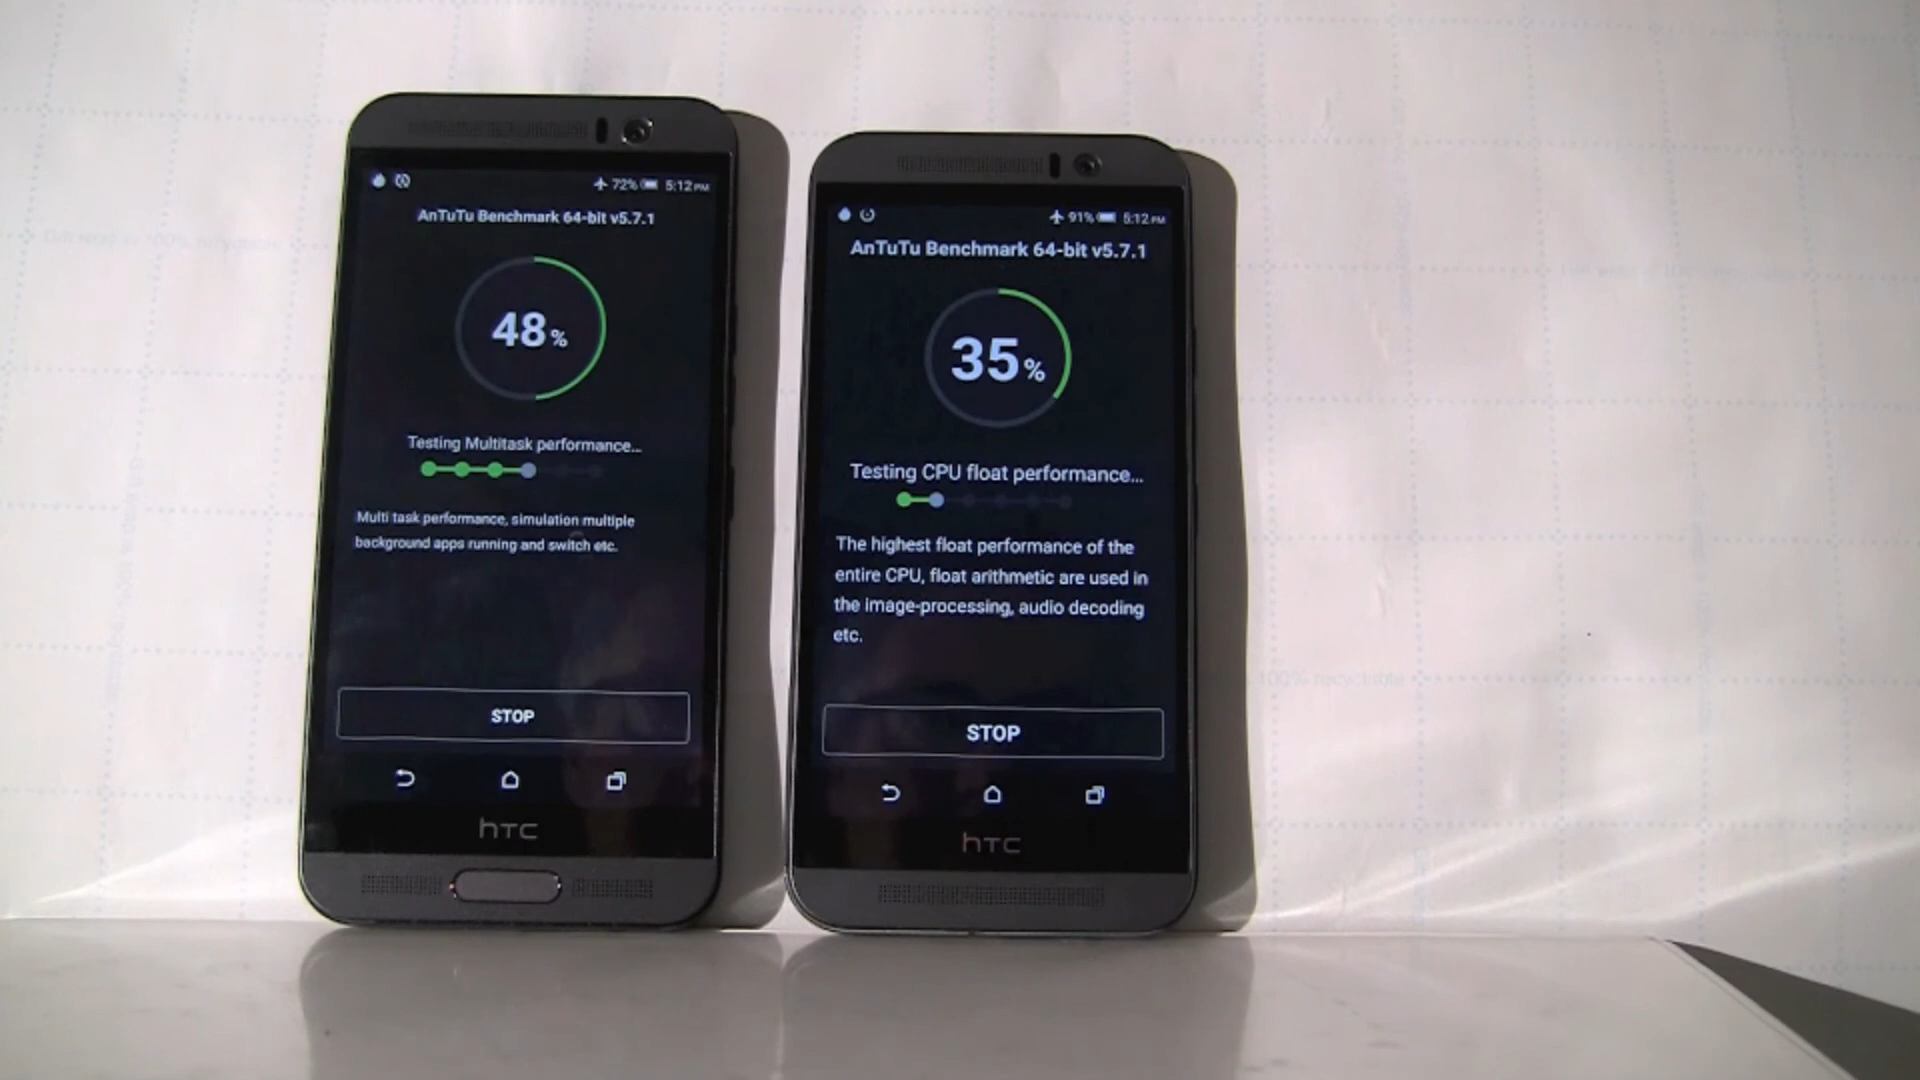 72% 5:12 PM
AnTuTu Benchmark 64-bit v5.7.1
48%
Testing Multitask performance...
Multi task performance, simulation multiple
background apps running and switch etc.
STOP
hTC
91% 5:12 PM
AnTuTu Benchmark 64-bit v5.7.1
35%
Testing CPU float performance...
The highest float performance of the
entire CPU, float arithmetic are used in
the image-processing, audio decoding
etc.
STOP
hTC
100% recyclable